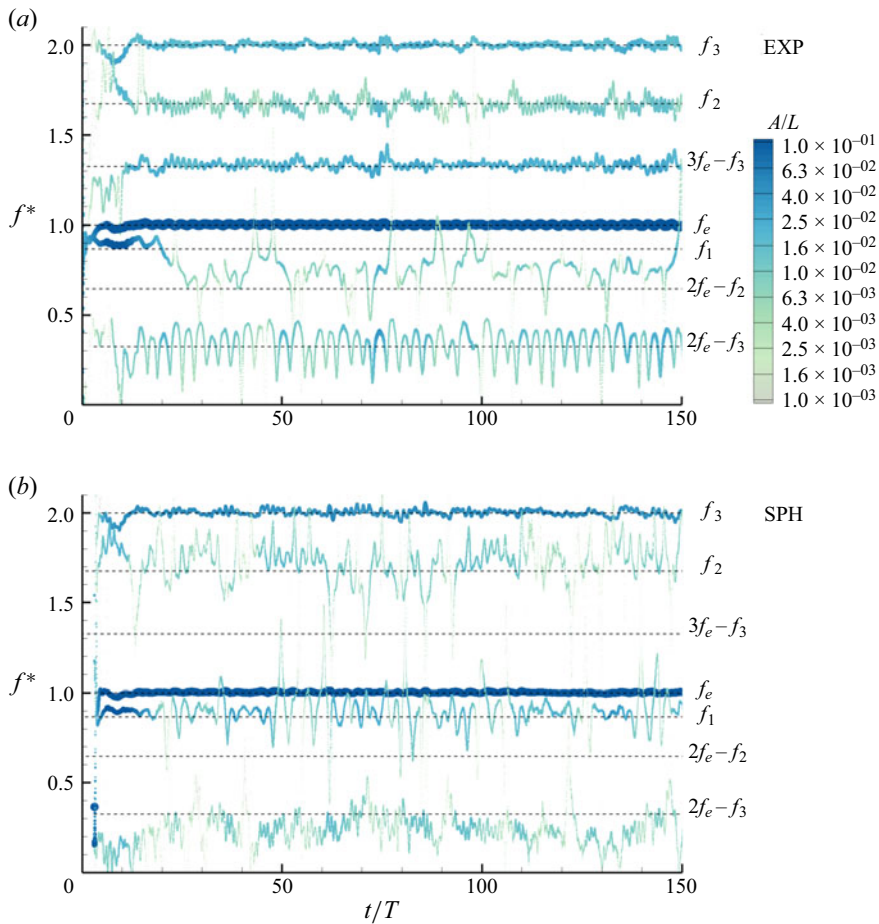 (a)
2.0
1.5
1.0
0.5
0
f*
50
100
150
f₃
f₂
3fₑ−f₃
fₑ
f₁
2fₑ−f₂
2fₑ−f₃
EXP
A/L
1.0 × 10⁻⁰¹
6.3 × 10⁻⁰²
4.0 × 10⁻⁰²
2.5 × 10⁻⁰²
1.6 × 10⁻⁰²
1.0 × 10⁻⁰²
6.3 × 10⁻⁰³
4.0 × 10⁻⁰³
2.5 × 10⁻⁰³
1.6 × 10⁻⁰³
1.0 × 10⁻⁰³
(b)
2.0
1.5
1.0
0.5
0
f*
50
100
150
t/T
f₃
f₂
3fₑ−f₃
fₑ
f₁
2fₑ−f₂
2fₑ−f₃
SPH